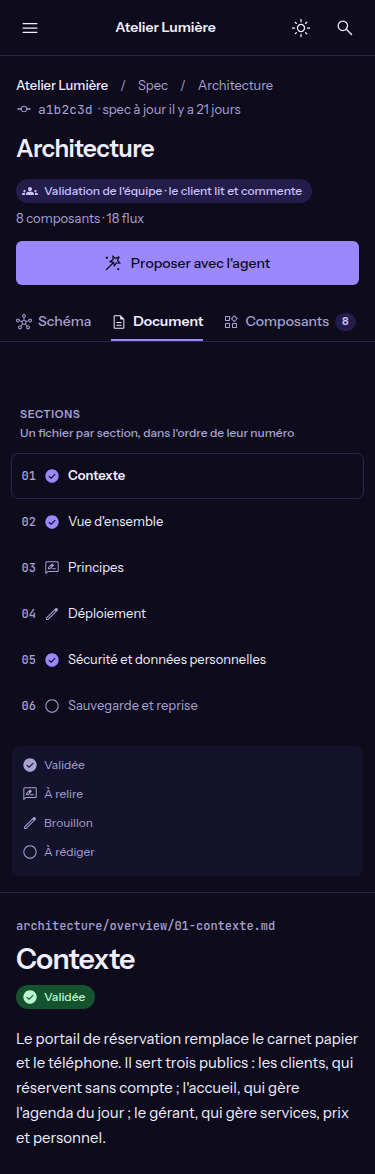 Atelier Lumière
Atelier Lumière / Spec / Architecture
a1b2c3d · spec à jour il y a 21 jours
Architecture
Validation de l'équipe · le client lit et commente
8 composants · 18 flux
Proposer avec l'agent
Schéma Document Composants 8
SECTIONS
Un fichier par section, dans l'ordre de leur numéro
01 Contexte
02 Vue d'ensemble
03 Principes
04 Déploiement
05 Sécurité et données personnelles
06 Sauvegarde et reprise
Validée
À relire
Brouillon
À rédiger
architecture/overview/01-contexte.md
Contexte
Validée
Le portail de réservation remplace le carnet papier
et le téléphone. Il sert trois publics : les clients, qui
réservent sans compte ; l'accueil, qui gère
l'agenda du jour ; le gérant, qui gère services, prix
et personnel.